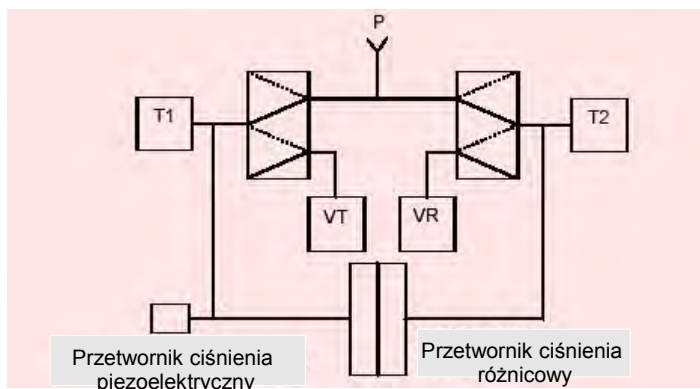 P
T1
T2
VT
VR
Przetwornik ciśnienia
piezoelektryczny
Przetwornik ciśnienia
różnicowy